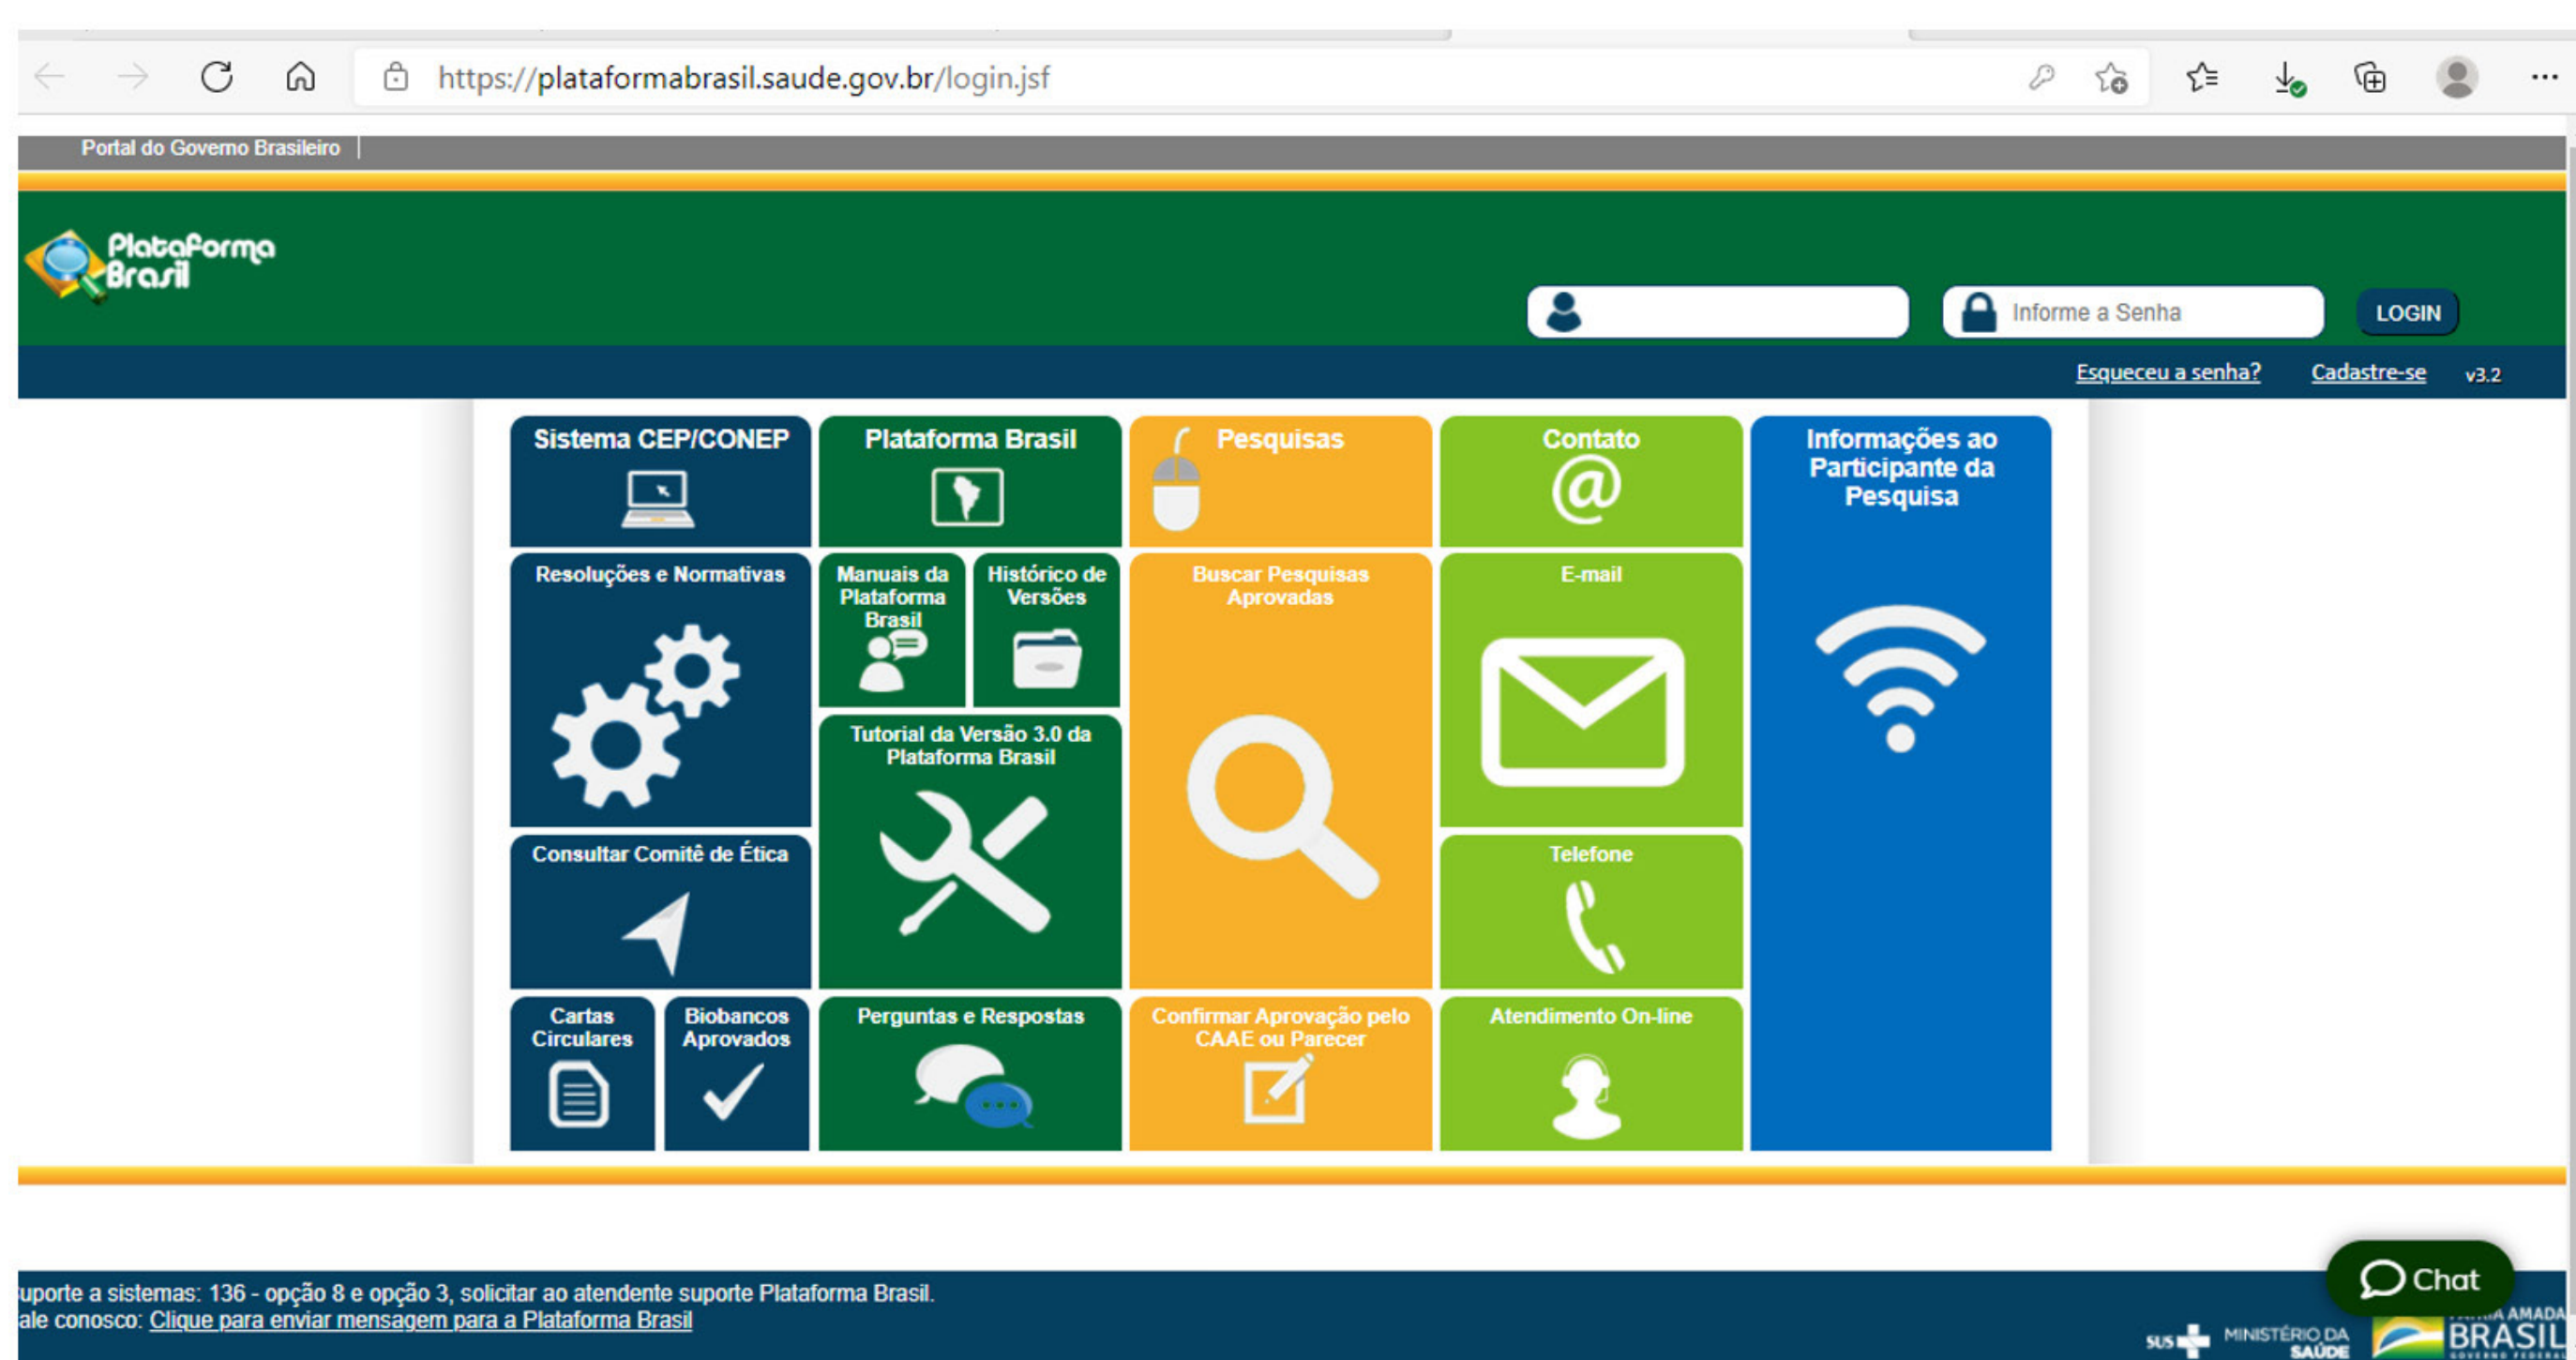 https://plataformabrasil.saude.gov.br/login.jsf
Portal do Governo Brasileiro
Plataforma
Brasil
Informe a Senha
LOGIN
Esqueceu a senha?
Cadastre-se
v3.2
Sistema CEP/CONEP
Plataforma Brasil
Pesquisas
Contato
@
Informações ao
Participante da
Pesquisa
Resoluções e Normativas
Manuais da
Plataforma
Brasil
Histórico de
Versões
Buscar Pesquisas
Aprovadas
E-mail
Tutorial da Versão 3.0 da
Plataforma Brasil
Consultar Comitê de Ética
Telefone
Cartas
Circulares
Biobancos
Aprovados
Perguntas e Respostas
Confirmar Aprovação pelo
CAAE ou Parecer
Atendimento On-line
Chat
uporte a sistemas: 136 - opção 8 e opção 3, solicitar ao atendente suporte Plataforma Brasil.
ale conosco: Clique para enviar mensagem para a Plataforma Brasil
SUS
MINISTÉRIO DA
SAÚDE
AMADA
BRASIL
GOVERNO FEDERAL